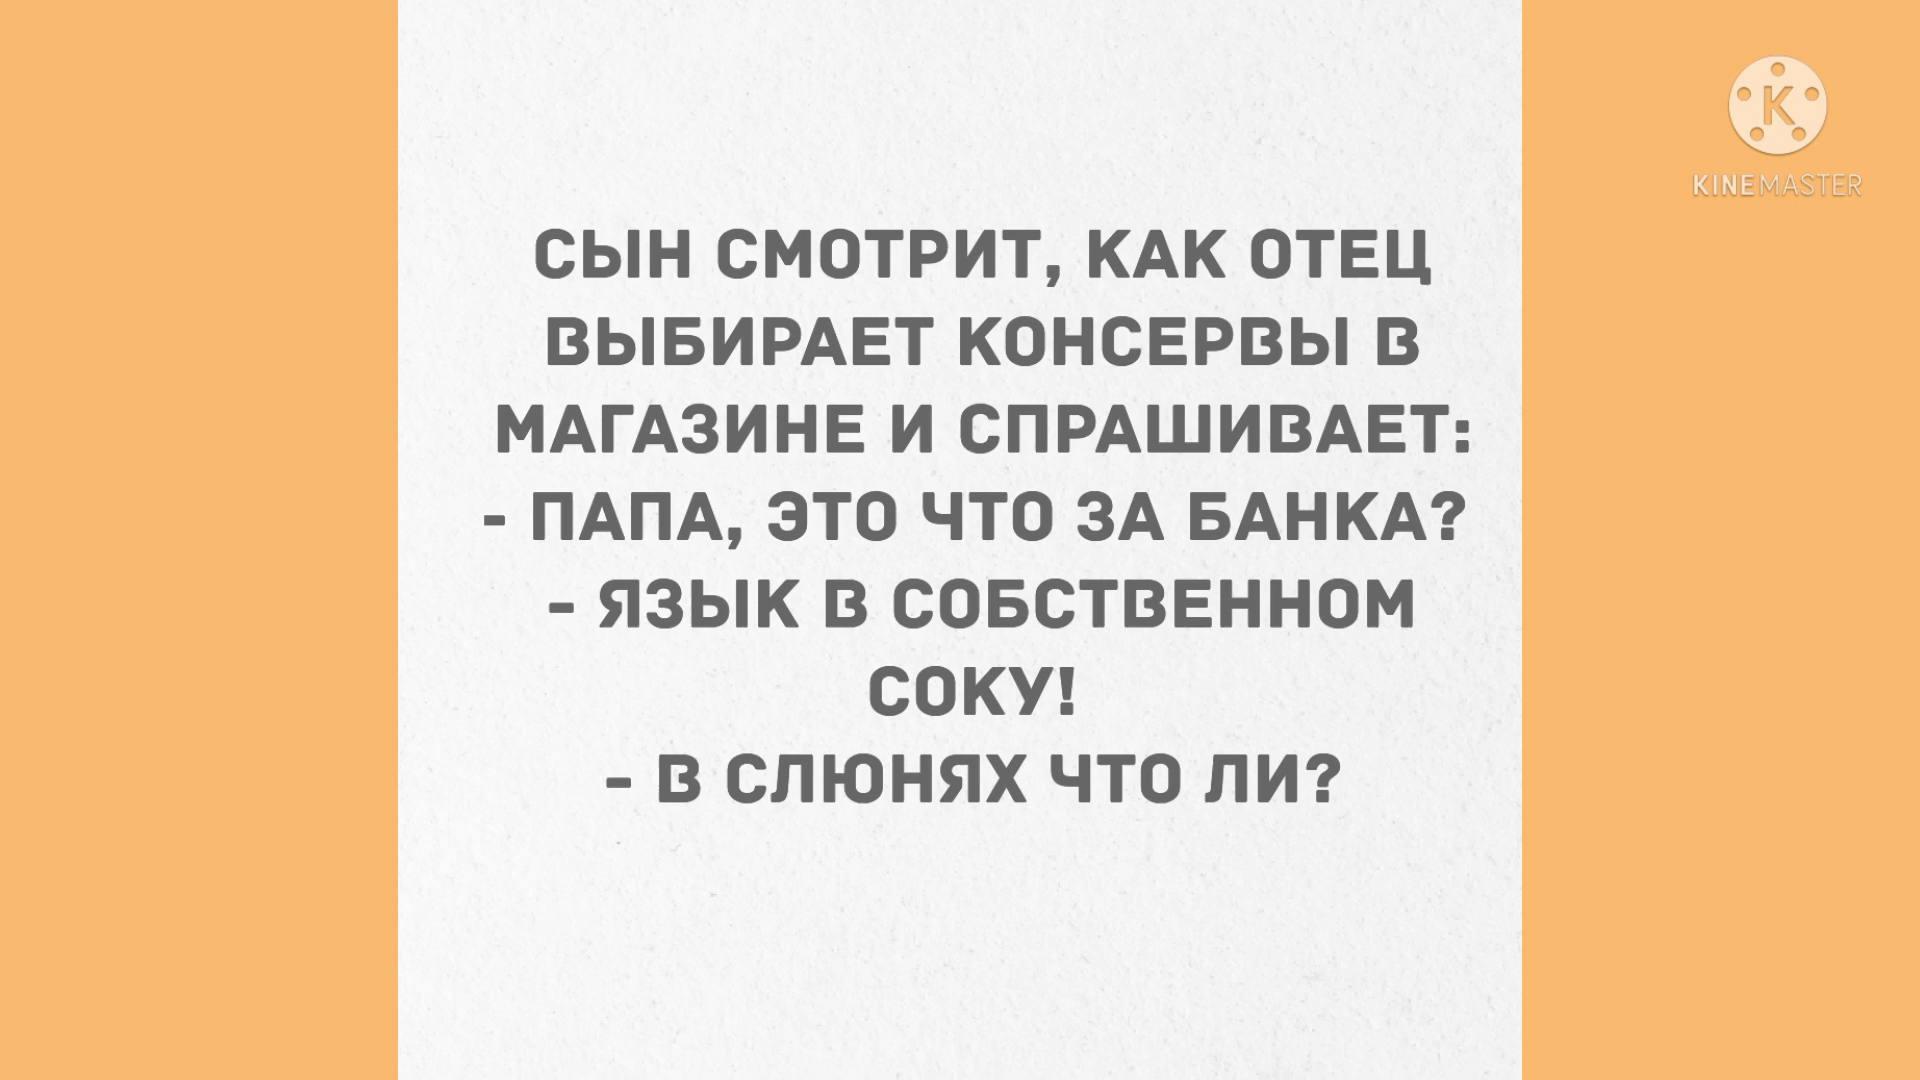 СЫН СМОТРИТ, КАК ОТЕЦ
ВЫБИРАЕТ КОНСЕРВЫ В
МАГАЗИНЕ И СПРАШИВАЕТ:
- ПАПА, ЭТО ЧТО ЗА БАНКА?
- ЯЗЫК В СОБСТВЕННОМ
СОКУ!
- В СЛЮНЯХ ЧТО ЛИ?
K
KINEMASTER